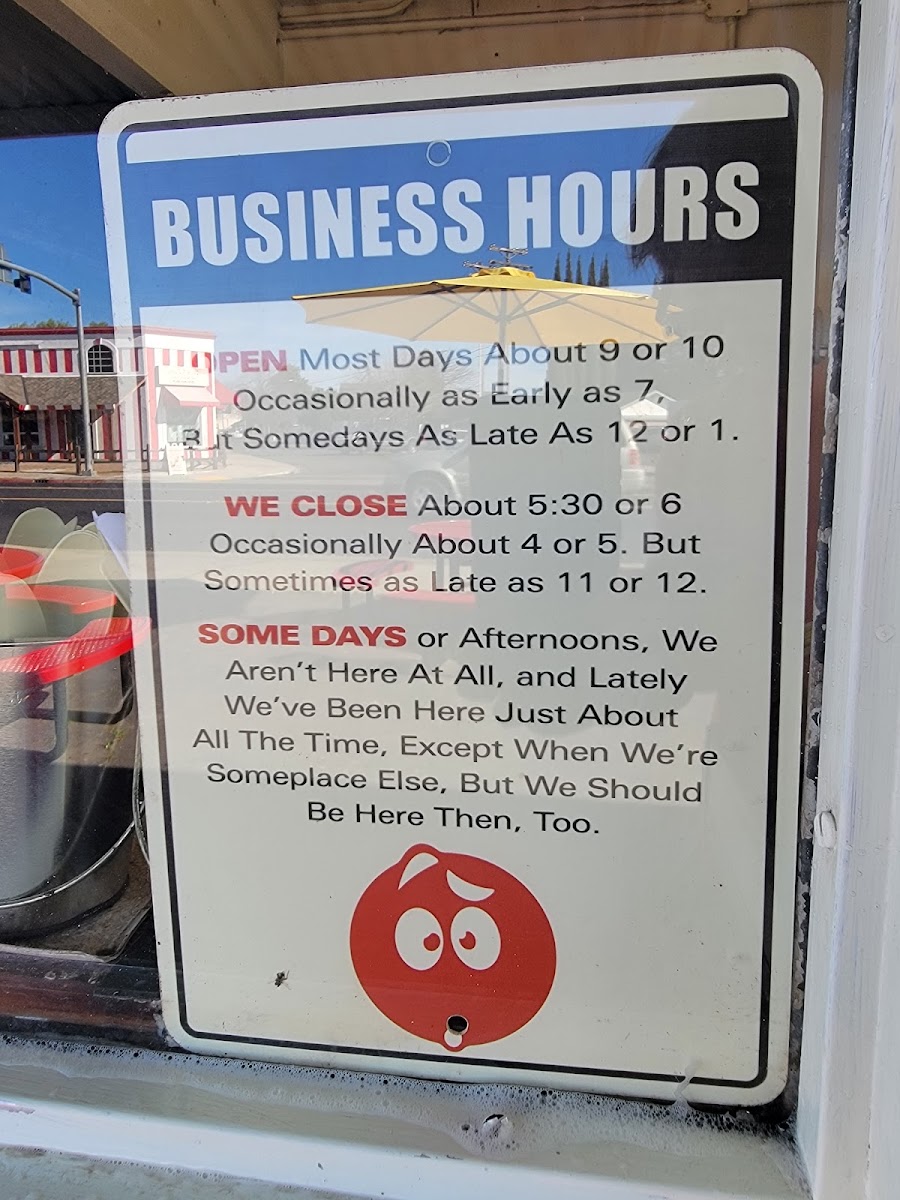 BUSINESS HOURS
OPEN Most Days About 9 or 10
Occasionally as Early as 7,
But Somedays As Late As 12 or 1.
WE CLOSE About 5:30 or 6
Occasionally About 4 or 5. But
Sometimes as Late as 11 or 12.
SOME DAYS or Afternoons, We
Aren't Here At All, and Lately
We've Been Here Just About
All The Time, Except When We're
Someplace Else, But We Should
Be Here Then, Too.